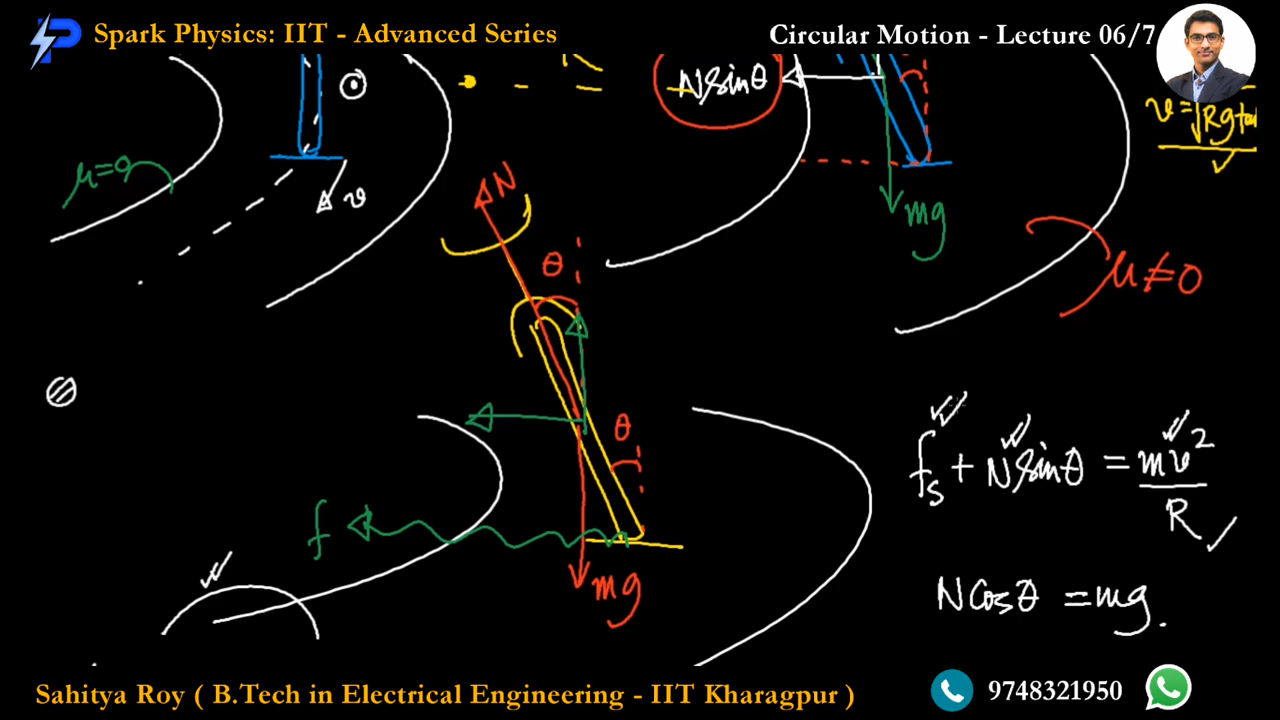 Spark Physics: IIT - Advanced Series
Circular Motion - Lecture 06/7
N sinθ
v = √Rg tan
μ=0
v
mg
N
θ
μ≠0
θ
f_s + N sinθ = mv²/R
f
mg
N Cosθ = mg.
Sahitya Roy ( B.Tech in Electrical Engineering - IIT Kharagpur )
9748321950